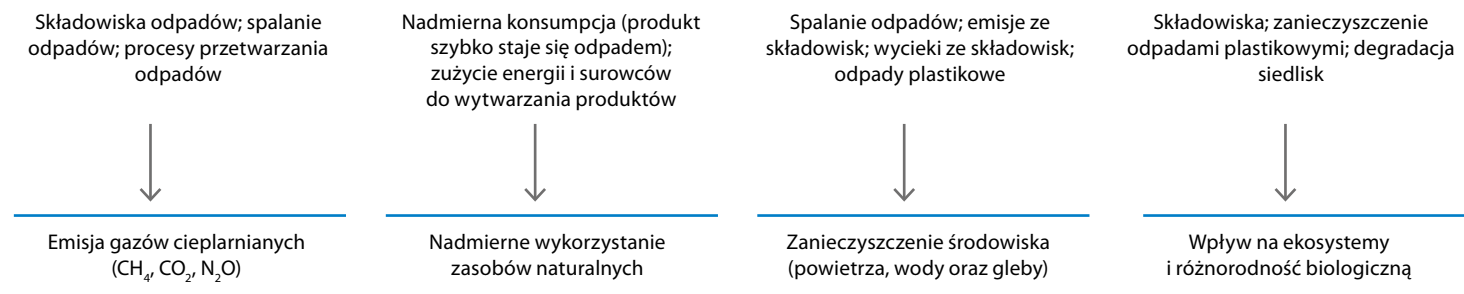 Składowiska odpadów; spalanie
odpadów; procesy przetwarzania
odpadów
Nadmierna konsumpcja (produkt
szybko staje się odpadem);
zużycie energii i surowców
do wytwarzania produktów
Spalanie odpadów; emisje ze
składowisk; wycieki ze składowisk;
odpady plastikowe
Składowiska; zanieczyszczenie
odpadami plastikowymi; degradacja
siedlisk
Emisja gazów cieplarnianych
(CH₄, CO₂, N₂O)
Nadmierne wykorzystanie
zasobów naturalnych
Zanieczyszczenie środowiska
(powietrza, wody oraz gleby)
Wpływ na ekosystemy
i różnorodność biologiczną